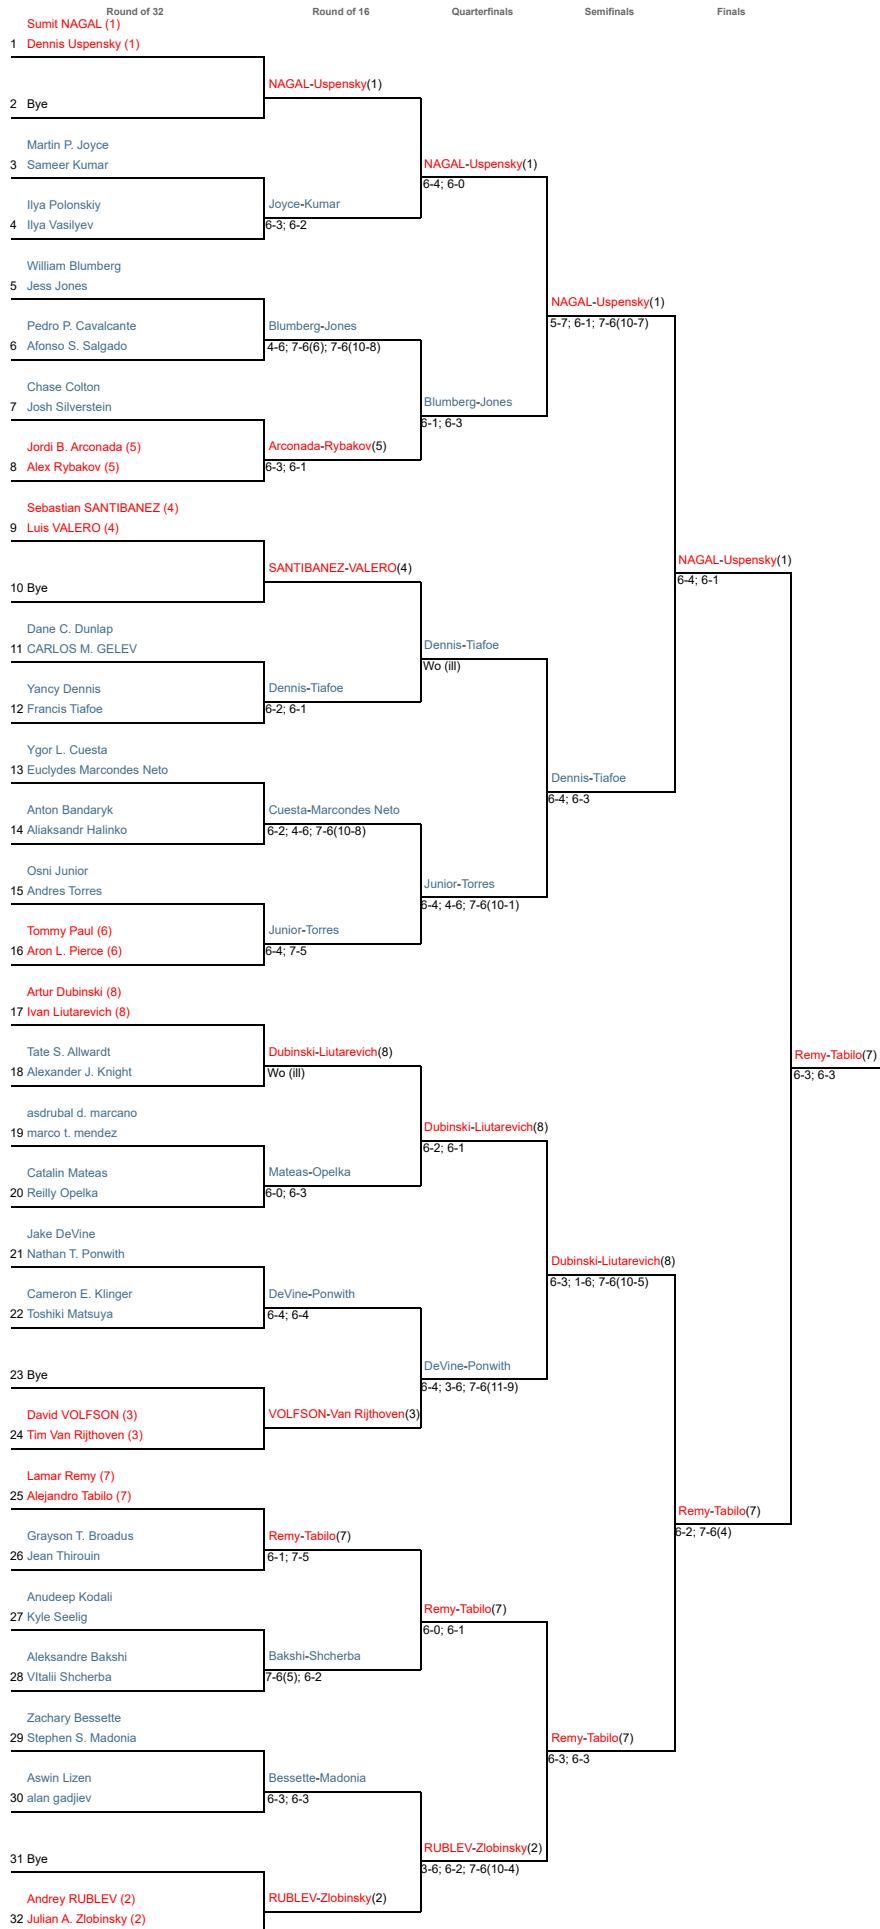 Round of 32
Round of 16
Quarterfinals
Semifinals
Finals
Sumit NAGAL (1)
1 Dennis Uspensky (1)
NAGAL-Uspensky(1)
2 Bye
Martin P. Joyce
3 Sameer Kumar
NAGAL-Uspensky(1)
6-4; 6-0
Ilya Polonskiy
4 Ilya Vasilyev
Joyce-Kumar
6-3; 6-2
William Blumberg
5 Jess Jones
NAGAL-Uspensky(1)
5-7; 6-1; 7-6(10-7)
Pedro P. Cavalcante
6 Afonso S. Salgado
Blumberg-Jones
4-6; 7-6(6); 7-6(10-8)
Chase Colton
7 Josh Silverstein
Blumberg-Jones
6-1; 6-3
Jordi B. Arconada (5)
8 Alex Rybakov (5)
Arconada-Rybakov(5)
6-3; 6-1
Sebastian SANTIBANEZ (4)
9 Luis VALERO (4)
SANTIBANEZ-VALERO(4)
NAGAL-Uspensky(1)
6-4; 6-1
10 Bye
Dane C. Dunlap
11 CARLOS M. GELEV
Dennis-Tiafoe
Wo (ill)
Yancy Dennis
12 Francis Tiafoe
Dennis-Tiafoe
6-2; 6-1
Ygor L. Cuesta
13 Euclydes Marcondes Neto
Dennis-Tiafoe
6-4; 6-3
Anton Bandaryk
14 Aliaksandr Halinko
Cuesta-Marcondes Neto
6-2; 4-6; 7-6(10-8)
Osni Junior
15 Andres Torres
Junior-Torres
6-4; 4-6; 7-6(10-1)
Tommy Paul (6)
16 Aron L. Pierce (6)
Junior-Torres
6-4; 7-5
Artur Dubinski (8)
17 Ivan Liutarevich (8)
Tate S. Allwardt
18 Alexander J. Knight
Dubinski-Liutarevich(8)
Wo (ill)
Remy-Tabilo(7)
6-3; 6-3
asdrubal d. marcano
19 marco t. mendez
Dubinski-Liutarevich(8)
6-2; 6-1
Catalin Mateas
20 Reilly Opelka
Mateas-Opelka
6-0; 6-3
Jake DeVine
21 Nathan T. Ponwith
Dubinski-Liutarevich(8)
6-3; 1-6; 7-6(10-5)
Cameron E. Klinger
22 Toshiki Matsuya
DeVine-Ponwith
6-4; 6-4
23 Bye
DeVine-Ponwith
6-4; 3-6; 7-6(11-9)
David VOLFSON (3)
24 Tim Van Rijthoven (3)
VOLFSON-Van Rijthoven(3)
Lamar Remy (7)
25 Alejandro Tabilo (7)
Remy-Tabilo(7)
6-2; 7-6(4)
Grayson T. Broadus
26 Jean Thirouin
Remy-Tabilo(7)
6-1; 7-5
Anudeep Kodali
27 Kyle Seelig
Remy-Tabilo(7)
6-0; 6-1
Aleksandre Bakshi
28 VItalii Shcherba
Bakshi-Shcherba
7-6(5); 6-2
Zachary Bessette
29 Stephen S. Madonia
Remy-Tabilo(7)
6-3; 6-3
Aswin Lizen
30 alan gadjiev
Bessette-Madonia
6-3; 6-3
31 Bye
RUBLEV-Zlobinsky(2)
3-6; 6-2; 7-6(10-4)
Andrey RUBLEV (2)
32 Julian A. Zlobinsky (2)
RUBLEV-Zlobinsky(2)